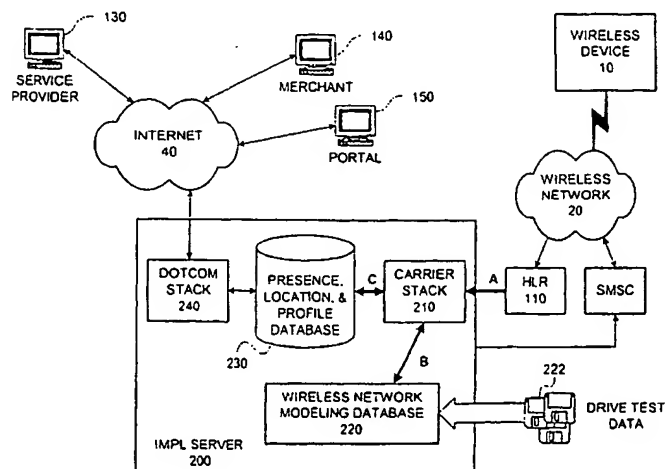 130
SERVICE
PROVIDER
140
MERCHANT
150
PORTAL
INTERNET
40
WIRELESS
DEVICE
10
WIRELESS
NETWORK
20
DOTCOM
STACK
240
PRESENCE,
LOCATION, &
PROFILE
DATABASE
230
C
CARRIER
STACK
210
A
HLR
110
SMSC
B
WIRELESS NETWORK
MODELING DATABASE
220
222
DRIVE TEST
DATA
IMPL SERVER
200